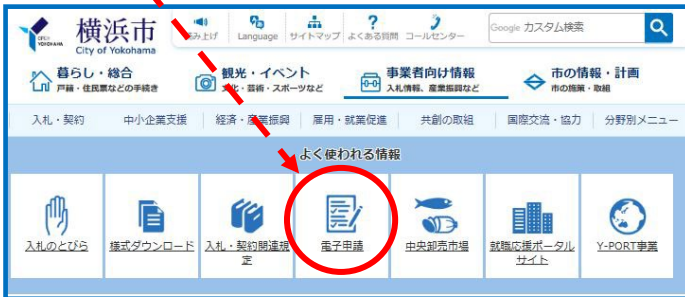 OPEN YOKOHAMA
横浜市
City of Yokohama
み上げ
Language
サイトマップ
よくある質問
コールセンター
Google カスタム検索
暮らし・総合
戸籍・住民票などの手続き
観光・イベント
文化・芸術・スポーツなど
事業者向け情報
入札情報、産業振興など
市の情報・計画
市の施策・取組
入札・契約
中小企業支援
経済・産業振興
雇用・就業促進
共創の取組
国際交流・協力
分野別メニュー
よく使われる情報
入札のとびら
様式ダウンロード
入札・契約関連規
定
電子申請
中央卸売市場
就職応援ポータル
サイト
Y-PORT事業